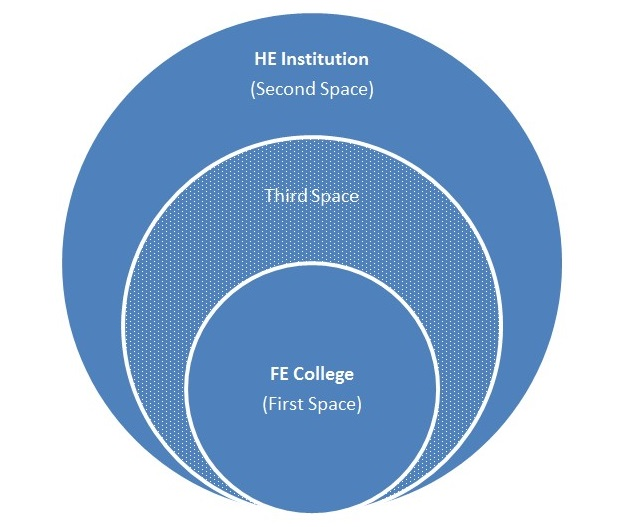 HE Institution
(Second Space)
Third Space
FE College
(First Space)